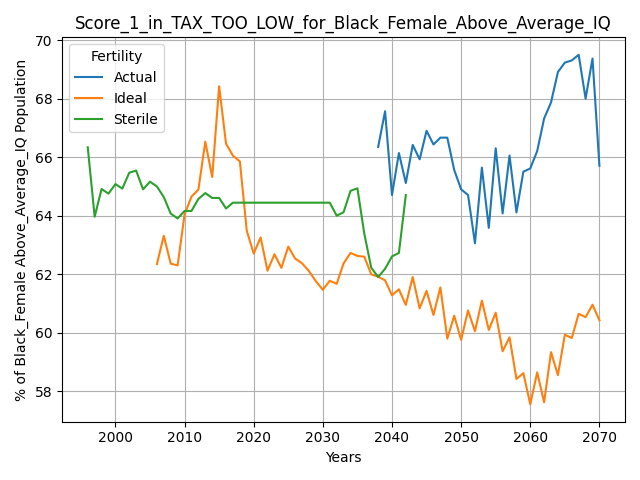 Score_1_in_TAX_TOO_LOW_for_Black_Female_Above_Average_IQ
Fertility
Actual
Ideal
Sterile
% of Black_Female Above_Average_IQ Population
70
68
66
64
62
60
58
2000
2010
2020
2030
2040
2050
2060
2070
Years